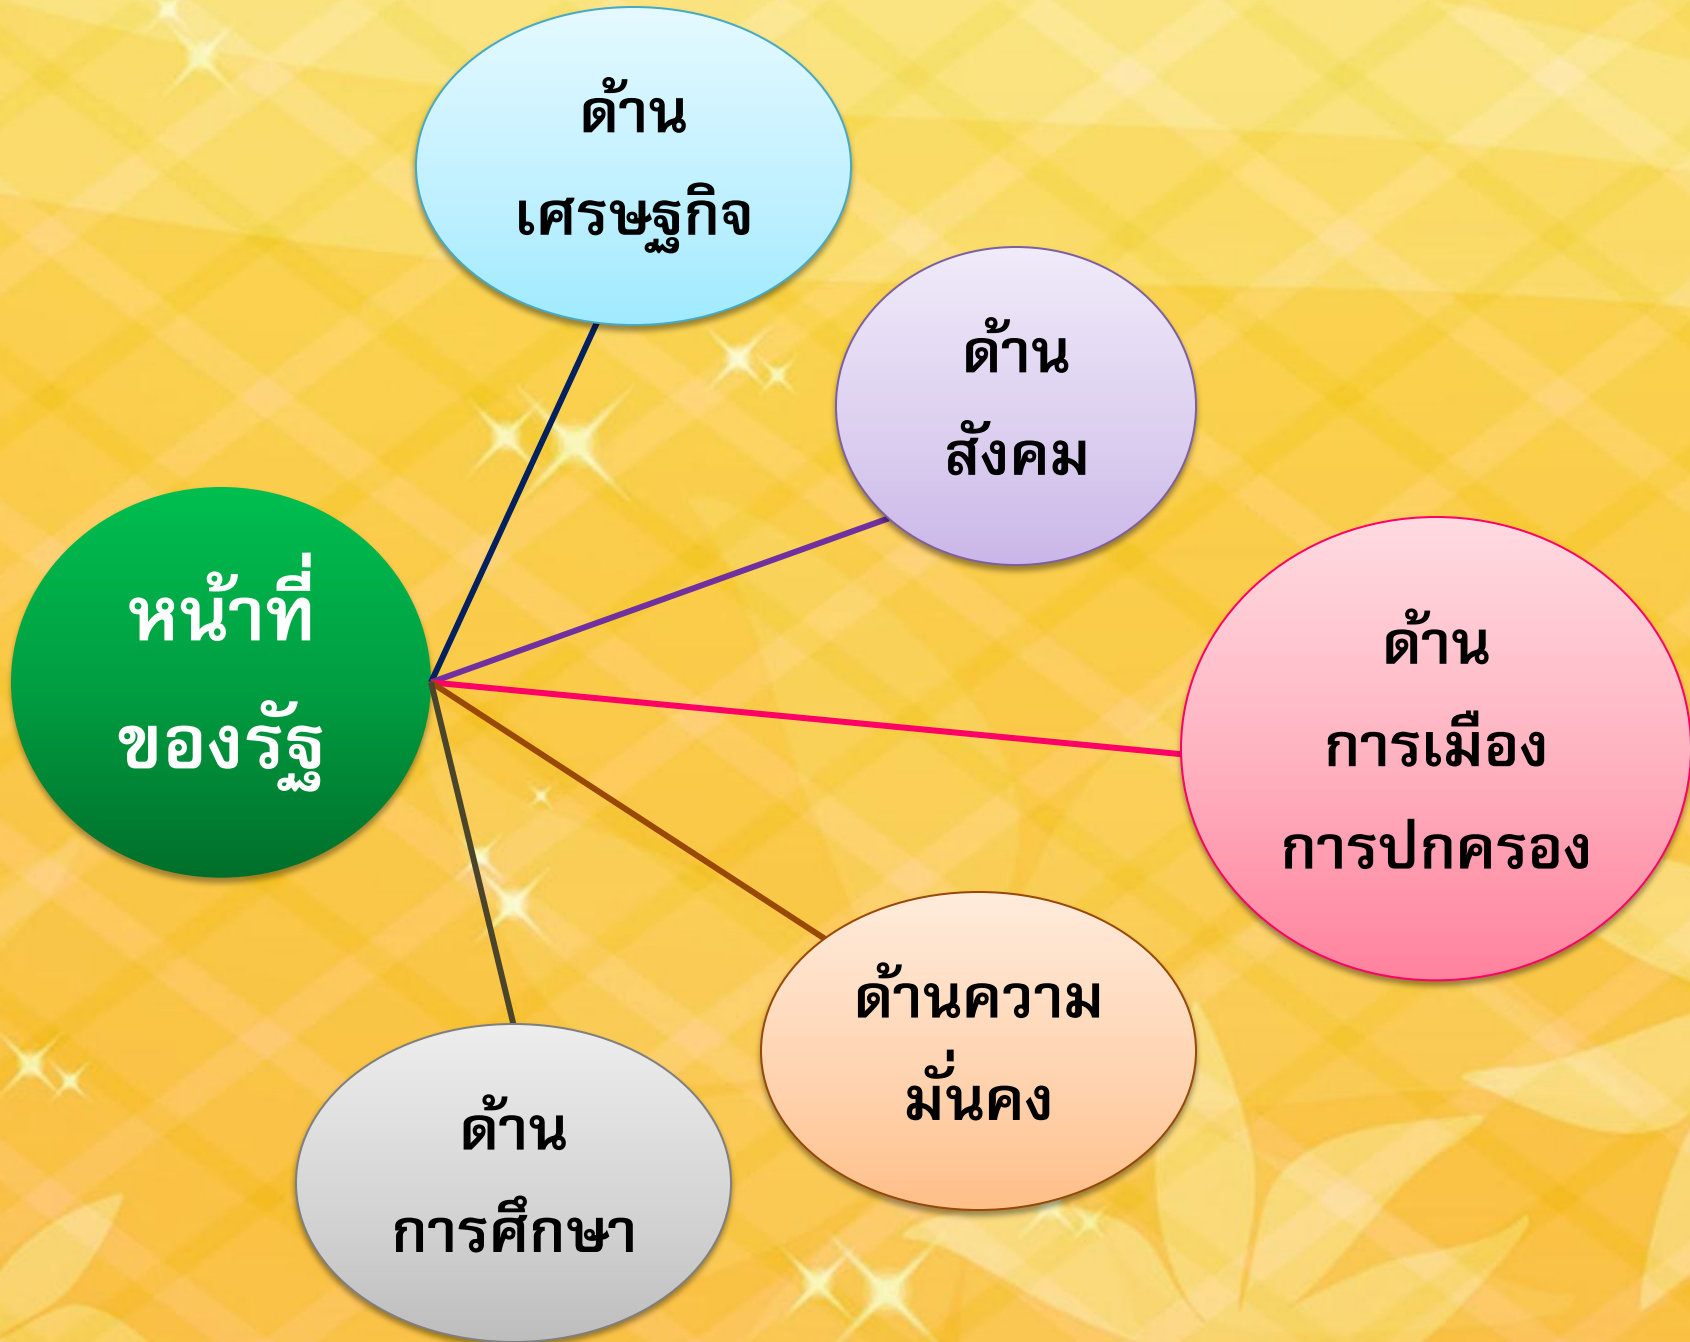 ด้าน
เศรษฐกิจ
ด้าน
สังคม
หน้าที่
ของรัฐ
ด้าน
การเมือง
การปกครอง
ด้านความ
มั่นคง
ด้าน
การศึกษา